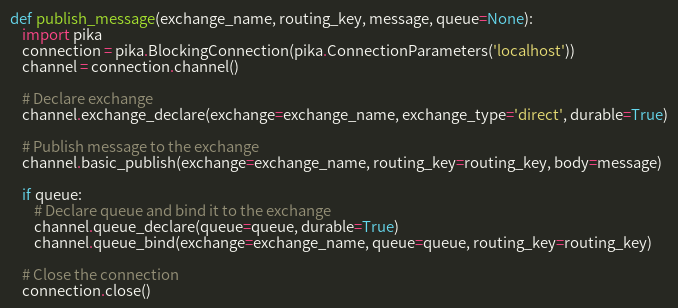 def publish_message(exchange_name, routing_key, message, queue=None):
    import pika
    connection = pika.BlockingConnection(pika.ConnectionParameters('localhost'))
    channel = connection.channel()

    # Declare exchange
    channel.exchange_declare(exchange=exchange_name, exchange_type='direct', durable=True)

    # Publish message to the exchange
    channel.basic_publish(exchange=exchange_name, routing_key=routing_key, body=message)

    if queue:
        # Declare queue and bind it to the exchange
        channel.queue_declare(queue=queue, durable=True)
        channel.queue_bind(exchange=exchange_name, queue=queue, routing_key=routing_key)

    # Close the connection
    connection.close()